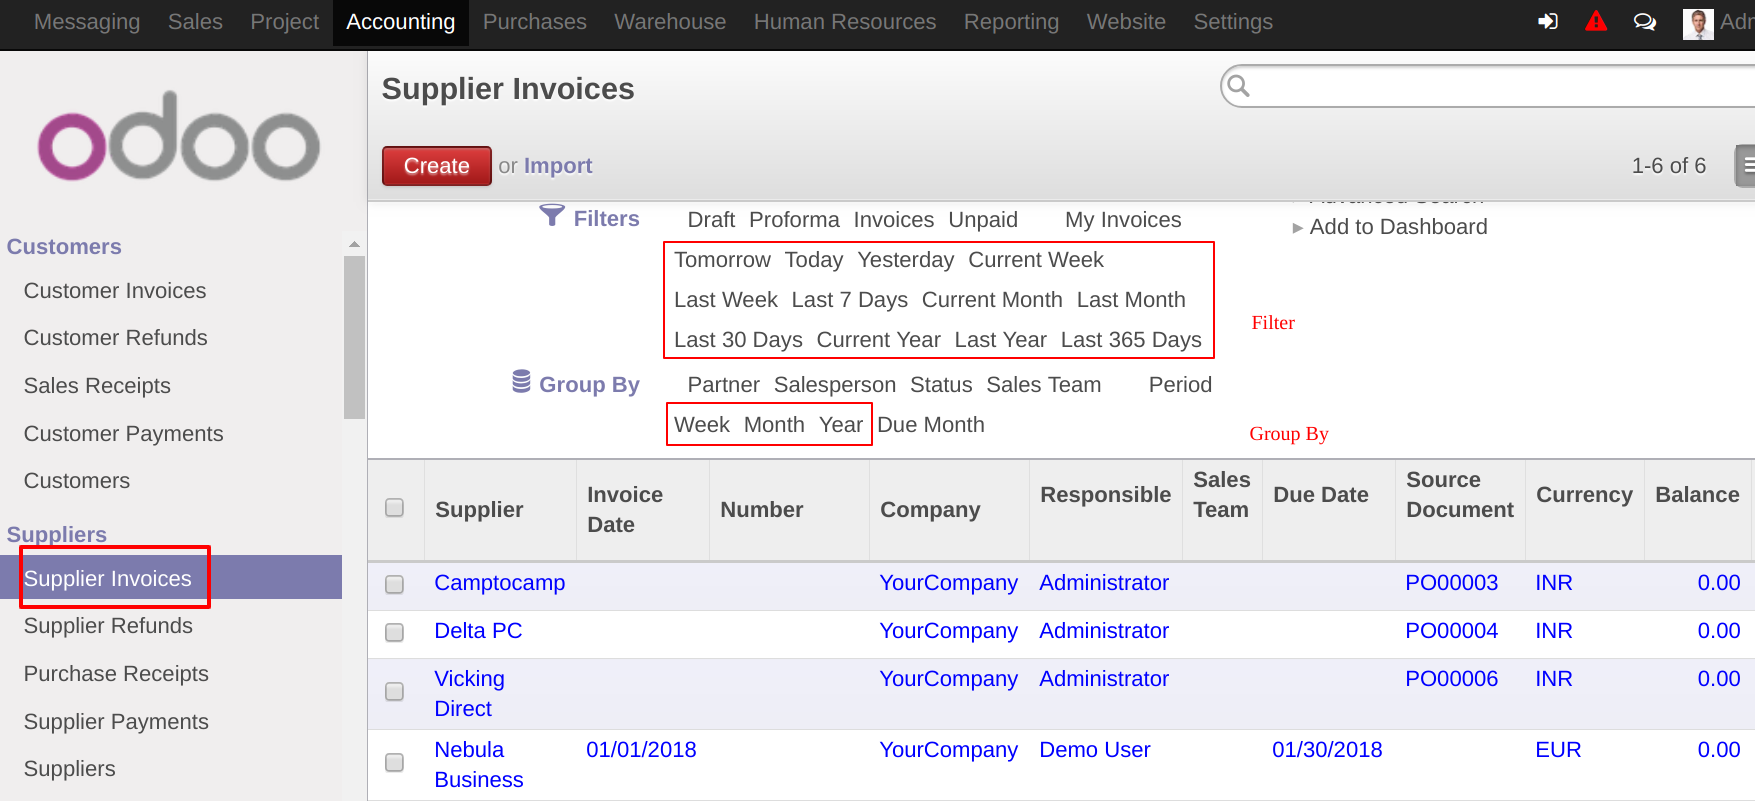 Messaging Sales Project Accounting Purchases Warehouse Human Resources Reporting Website Settings
odoo
Supplier Invoices
Create or Import
1-6 of 6
Customers
Customer Invoices
Customer Refunds
Sales Receipts
Customer Payments
Customers
Suppliers
Supplier Invoices
Supplier Refunds
Purchase Receipts
Supplier Payments
Suppliers
Filters Draft Proforma Invoices Unpaid My Invoices
Tomorrow Today Yesterday Current Week
Last Week Last 7 Days Current Month Last Month
Last 30 Days Current Year Last Year Last 365 Days
Add to Dashboard
Filter
Group By Partner Salesperson Status Sales Team Period
Week Month Year Due Month
Group By
Supplier Invoice Date Number Company Responsible Sales Team Due Date Source Document Currency Balance
Camptocamp YourCompany Administrator PO00003 INR 0.00
Delta PC YourCompany Administrator PO00004 INR 0.00
Vicking Direct YourCompany Administrator PO00006 INR 0.00
Nebula Business 01/01/2018 YourCompany Demo User 01/30/2018 EUR 0.00